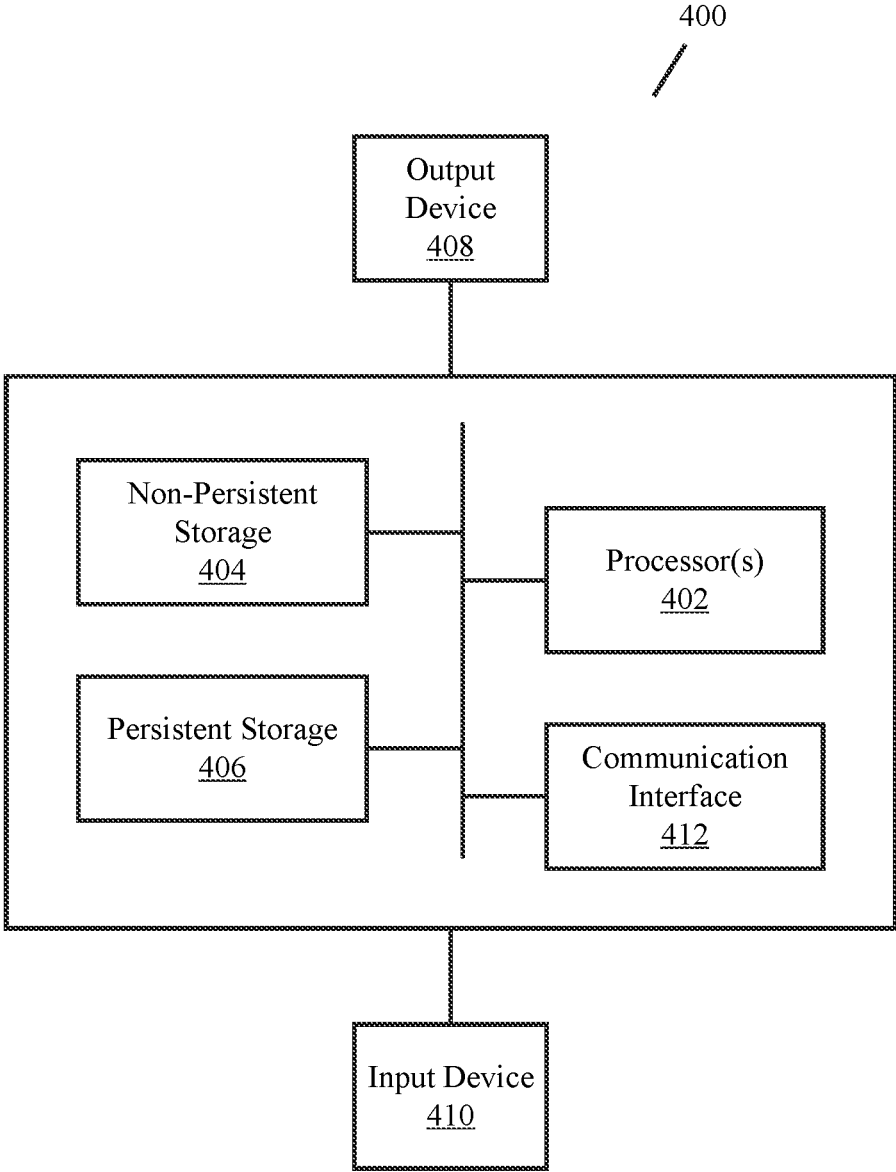 400
Output
Device
408
Non-Persistent
Storage
404
Processor(s)
402
Persistent Storage
406
Communication
Interface
412
Input Device
410